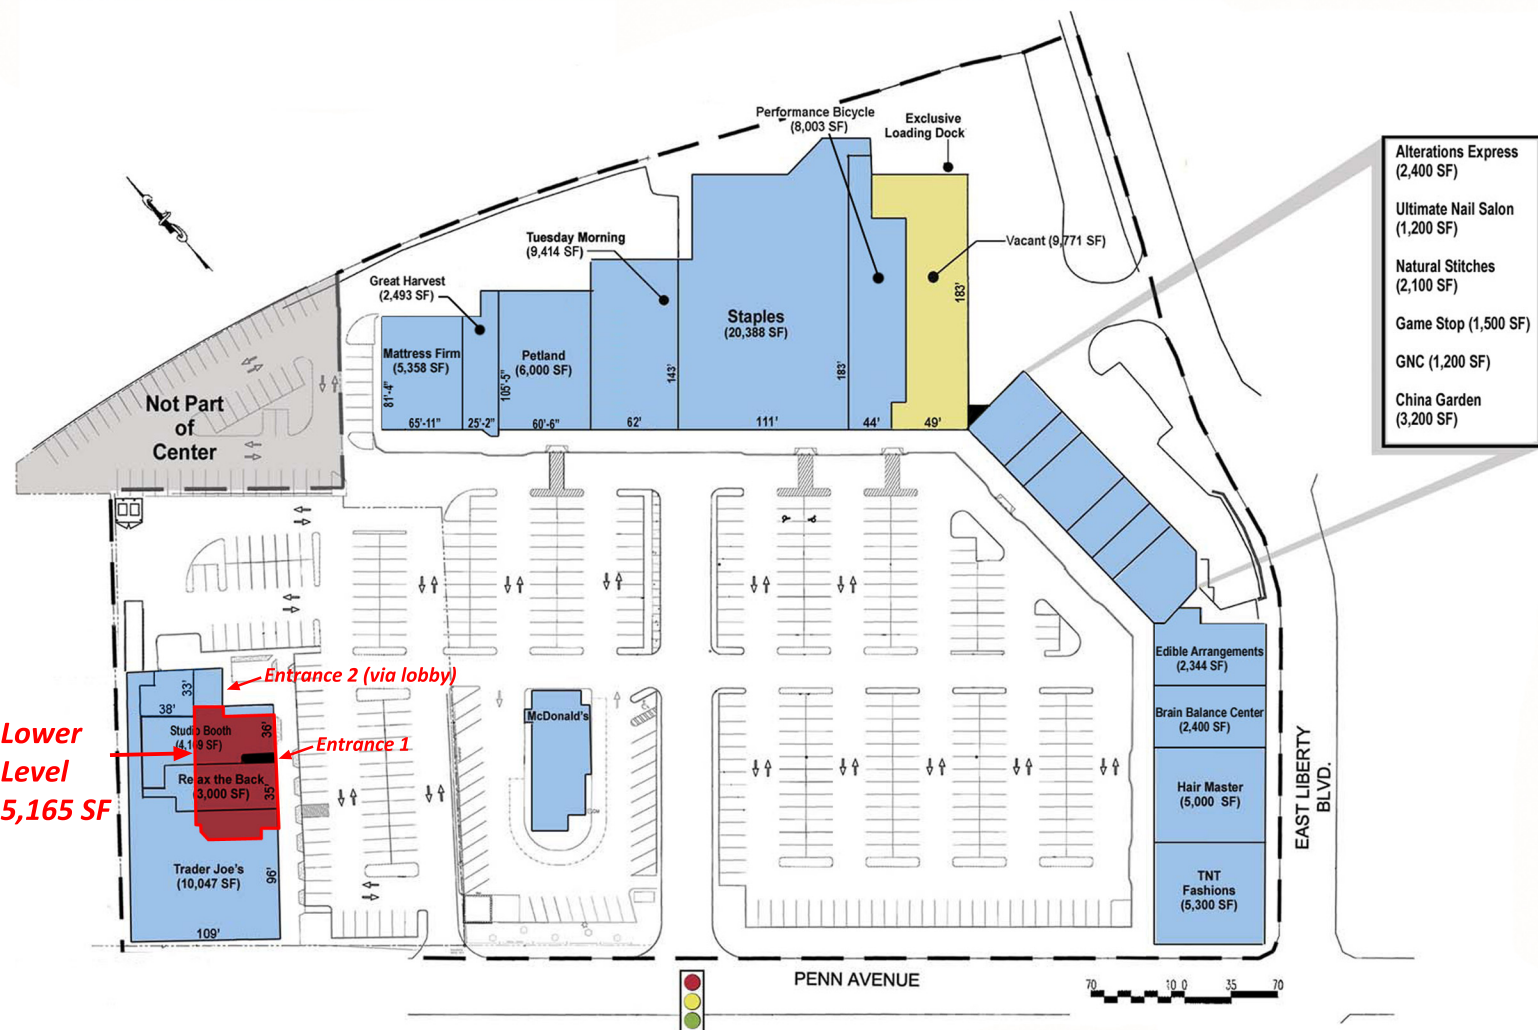 Performance Bicycle
(8,003 SF)
Exclusive
Loading Dock
Alterations Express
(2,400 SF)
Ultimate Nail Salon
(1,200 SF)
Natural Stitches
(2,100 SF)
Game Stop (1,500 SF)
GNC (1,200 SF)
China Garden
(3,200 SF)
Tuesday Morning
(9,414 SF)
Vacant (9,771 SF)
Great Harvest
(2,493 SF)
183'
Staples
(20,388 SF)
Mattress Firm
(5,358 SF)
Petland
(6,000 SF)
81'-4"
105'-5"
143'
183'
65'-11"
25'-2"
60'-6"
62'
111'
44'
49'
Not Part
of
Center
Edible Arrangements
(2,344 SF)
Brain Balance Center
(2,400 SF)
Hair Master
(5,000 SF)
TNT
Fashions
(5,300 SF)
EAST LIBERTY
BLVD.
McDonald's
Entrance 2 (via lobby)
33'
38'
Studio Booth
(4,109 SF)
36'
Entrance 1
Lower
Level
5,165 SF
Relax the Back
(3,000 SF)
35'
Trader Joe's
(10,047 SF)
96'
109'
PENN AVENUE
70
10
0
35
70